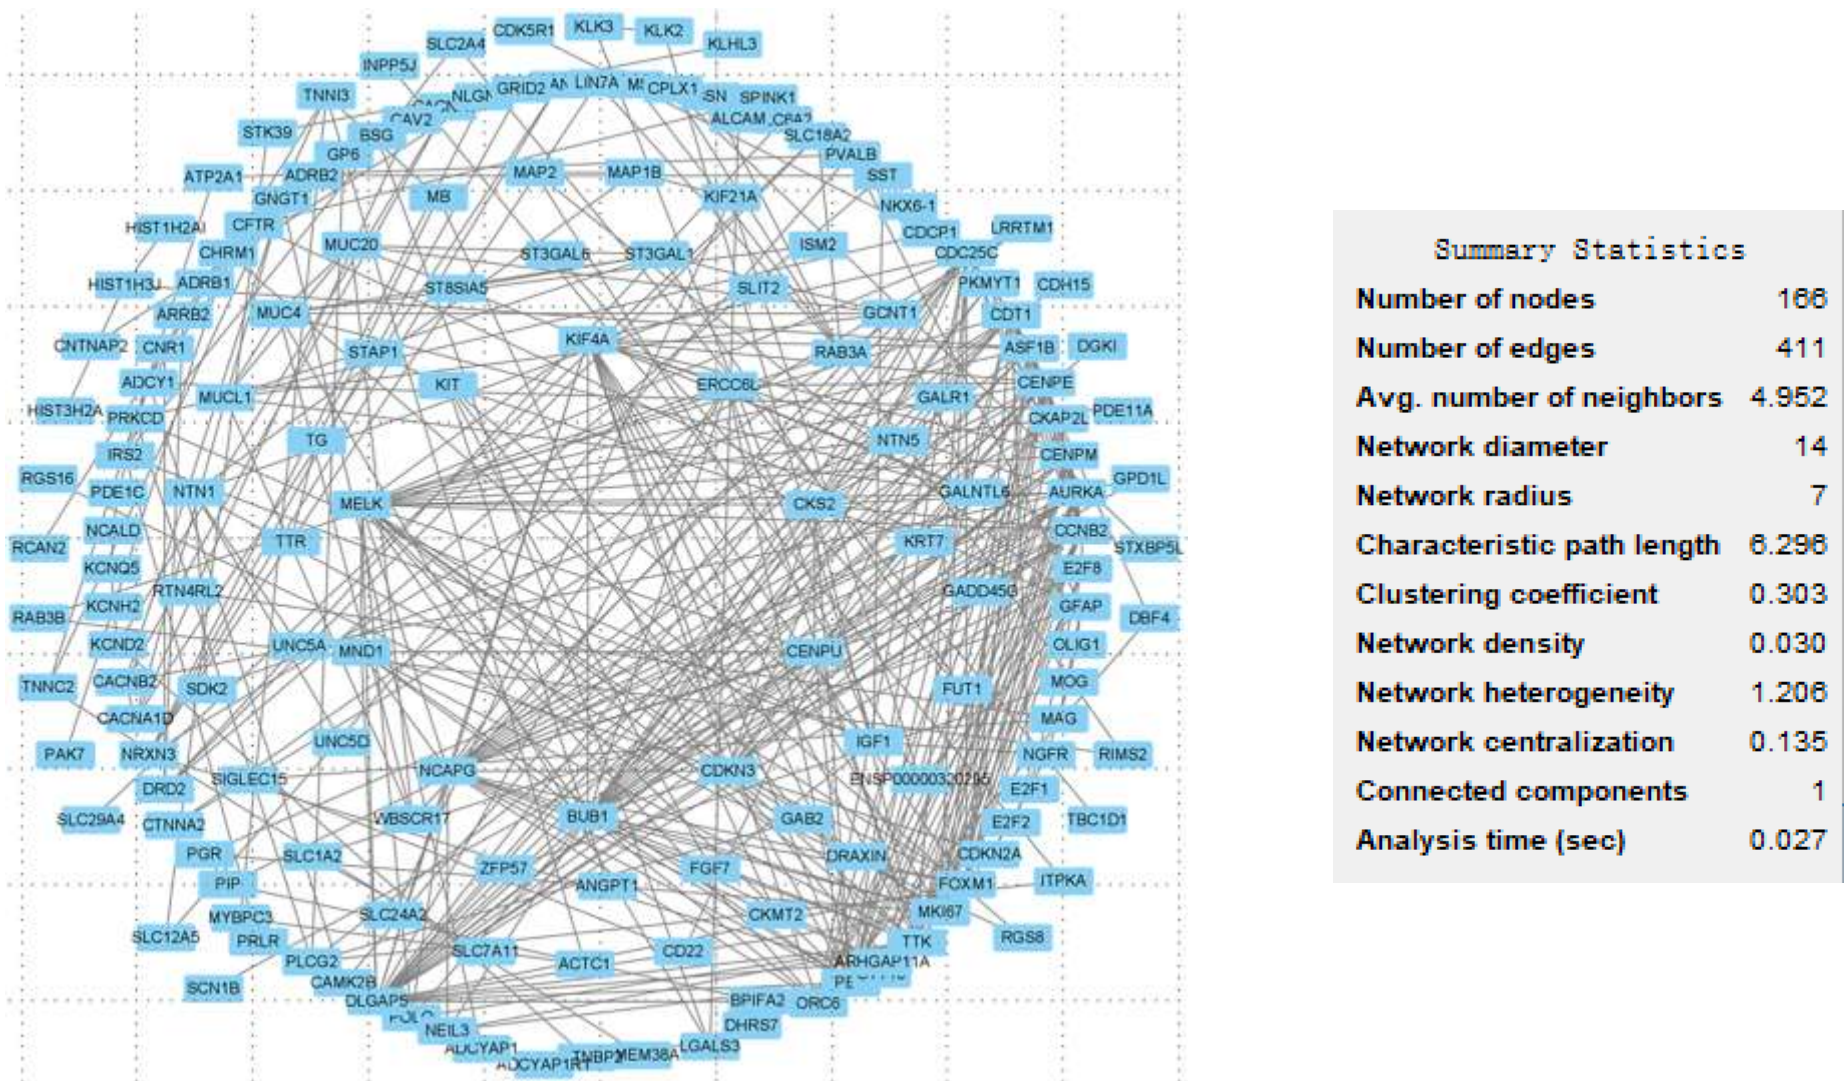 KLK3
KLK2
CDK5R1
SLC2A4
KLHL3
INPP5J
TNNI3
NLGN
GRID2
AN
LIN7A
CPLX1
SPINK1
STK39
CAV2
BSG
ALCAM
SLC18A2
GP6
PVALB
ATP2A1
ADRB2
MAP2
MAP1B
SST
GNGT1
MB
KIF21A
NKX6-1
HIST1H2AI
CFTR
CDCP1
LRRTM1
CHRM1
MUC20
ST3GAL6
ST3GAL1
ISM2
CDC25C
HIST1H3J
ADRB1
ST8SIA5
SLIT2
PKMYT1
CDH15
ARRB2
MUC4
GCNT1
CDT1
CNTNAP2
CNR1
STAP1
KIF4A
RAB3A
ASF1B
DGKI
ADCY1
MUCL1
KIT
ERCC6L
GALR1
CENPE
HIST3H2A
PRKCD
CKAP2L
PDE11A
IRS2
TG
NTN5
CENPM
RGS16
PDE1C
NTN1
MELK
CKS2
GALNTL6
AURKA
GPD1L
NCALD
CCNB2
RCAN2
TTR
KRT7
STXBP5L
KCNQ5
E2F8
RTN4RL2
GADD45G
RAB3B
KCNH2
GFAP
DBF4
KCND2
UNC5A
MND1
CENPU
OLIG1
TNNC2
CACNB2
SDK2
FUT1
MOG
CACNA1D
MAG
PAK7
NRXN3
UNC5D
IGF1
NGFR
RIMS2
DRD2
SIGLEC15
NCAPG
CDKN3
ENSP00000320295
E2F1
SLC29A4
CTNNA2
WBSCR17
BUB1
GAB2
E2F2
TBC1D1
PGR
SLC1A2
ZFP57
FGF7
DRAXIN
CDKN2A
PIP
ANGPT1
FOXM1
ITPKA
MYBPC3
SLC24A2
CKMT2
MKI67
SLC12A5
PRLR
SLC7A11
CD22
TTK
RGS8
PLCG2
ACTC1
ARHGAP11A
SCN1B
CAMK2B
DLGAP5
BPIFA2
ORC6
NEIL3
DHRS7
ADCYAP1
LGALS3
ADCYAP1R1
MEM38A
Summary Statistics
Number of nodes 166
Number of edges 411
Avg. number of neighbors 4.952
Network diameter 14
Network radius 7
Characteristic path length 6.296
Clustering coefficient 0.303
Network density 0.030
Network heterogeneity 1.206
Network centralization 0.135
Connected components 1
Analysis time (sec) 0.027